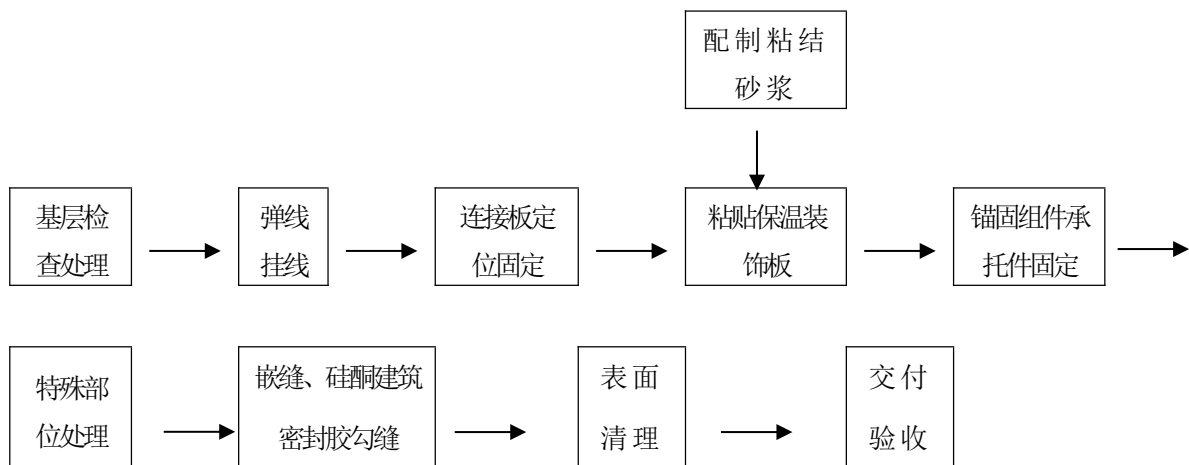 配制粘结
砂浆
基层检
查处理
弹线
挂线
连接板定
位固定
粘贴保温装
饰板
锚固组件承
托件固定
特殊部
位处理
嵌缝、硅酮建筑
密封胶勾缝
表面
清理
交付
验收